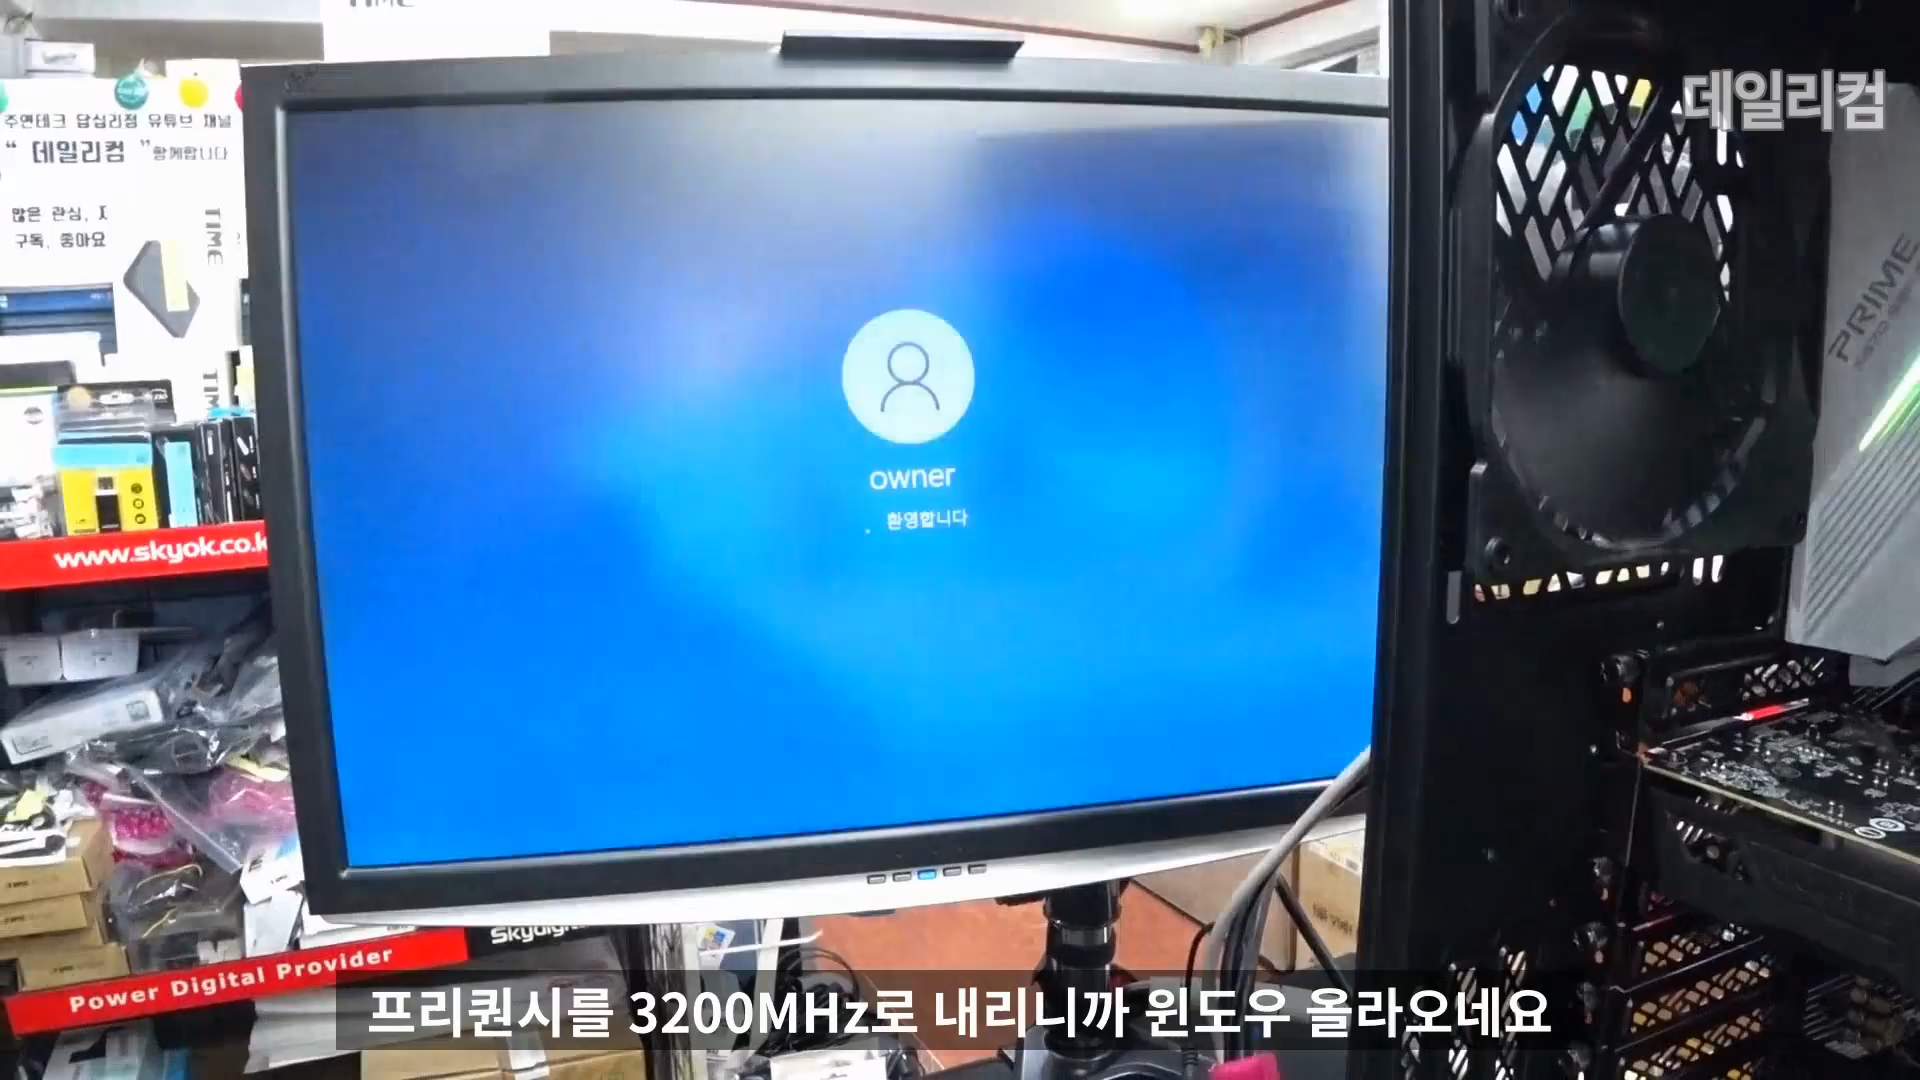 데일리컴
주연테크 답십리점 유튜브 채널
“ 데일리컴 ” 함께합니다
많은 관심,
구독, 좋아요
TIME
owner
환영합니다
PRIME
www.skyok.co.k
Skydigi
Power Digital Provider
프리퀀시를 3200MHz로 내리니까 윈도우 올라오네요